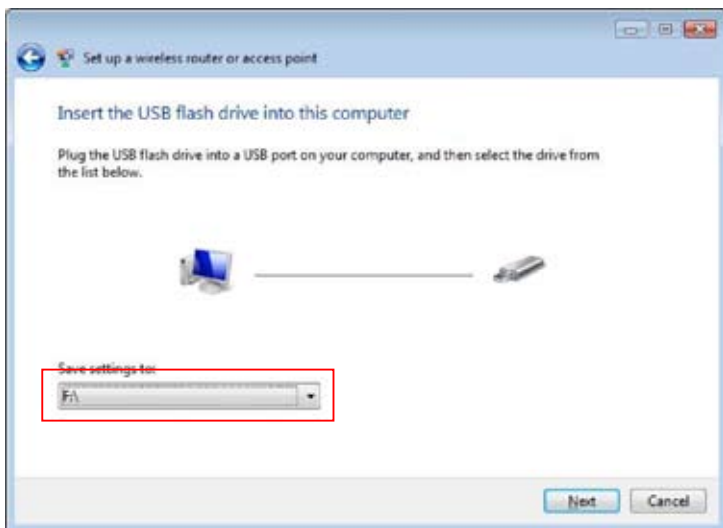 Set up a wireless router or access point
Insert the USB flash drive into this computer
Plug the USB flash drive into a USB port on your computer, and then select the drive from
the list below.
Save settings to:
F:\
Next
Cancel